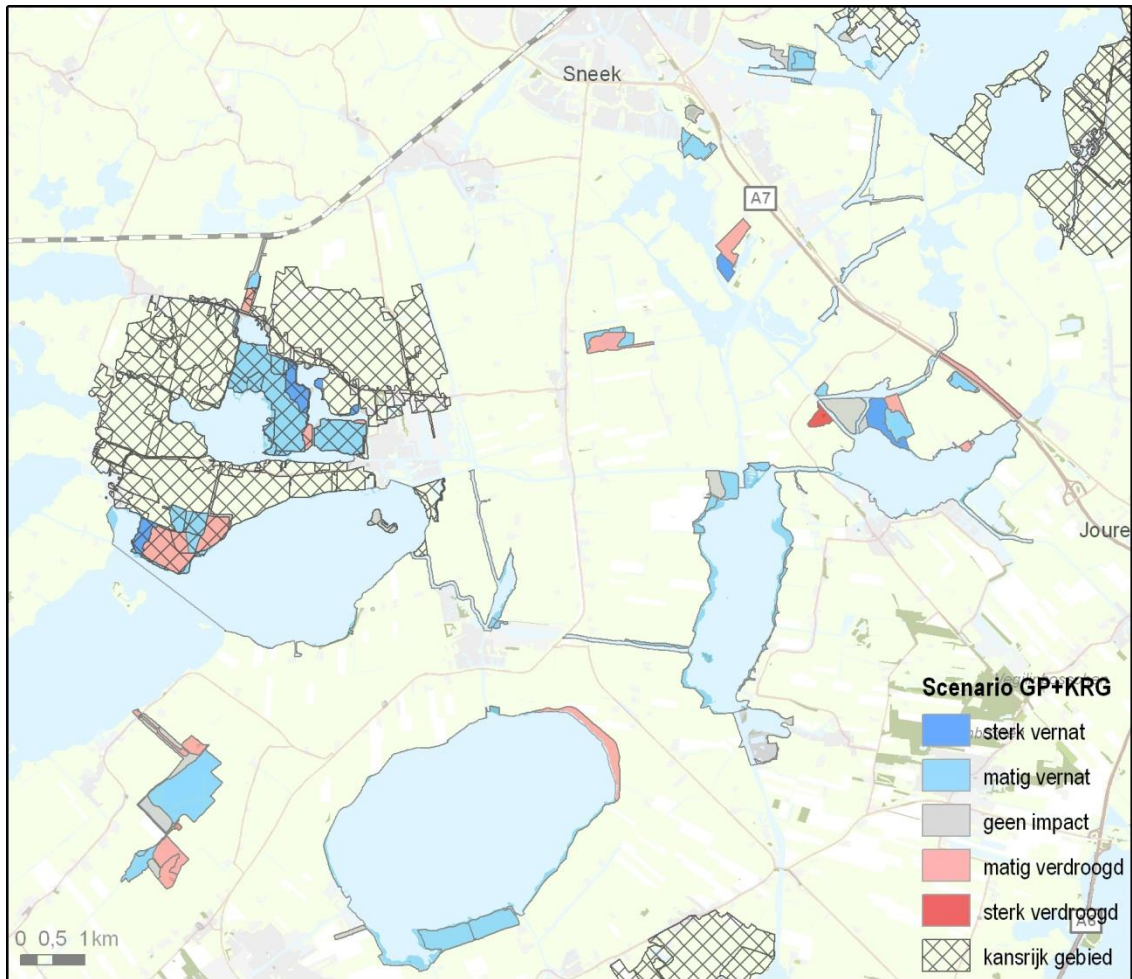 Sneek
A7
Joure
Scenario GP+KRG
sterk vernat
matig vernat
geen impact
matig verdroogd
sterk verdroogd
kansrijk gebied
A6
0 0,5 1km